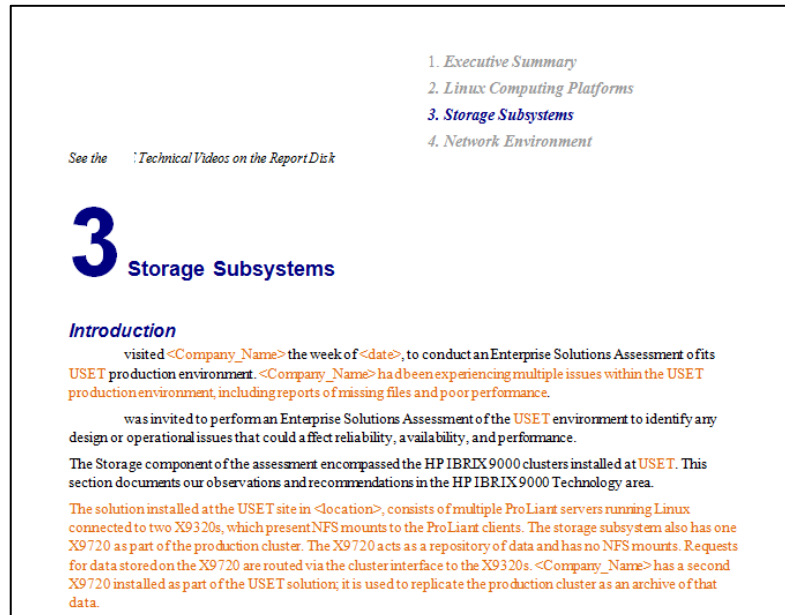 1. Executive Summary
2. Linux Computing Platforms
3. Storage Subsystems
4. Network Environment
See the : Technical Videos on the Report Disk
3 Storage Subsystems
Introduction
visited <Company_Name> the week of <date>, to conduct an Enterprise Solutions Assessment of its
USET production environment. <Company_Name> had been experiencing multiple issues within the USET
production environment, including reports of missing files and poor performance.
was invited to perform an Enterprise Solutions Assessment of the USET environment to identify any
design or operational issues that could affect reliability, availability, and performance.
The Storage component of the assessment encompassed the HP IBRIX 9000 clusters installed at USET. This
section documents our observations and recommendations in the HP IBRIX 9000 Technology area.
The solution installed at the USET site in <location>, consists of multiple ProLiant servers running Linux
connected to two X9320s, which present NFS mounts to the ProLiant clients. The storage subsystem also has one
X9720 as part of the production cluster. The X9720 acts as a repository of data and has no NFS mounts. Requests
for data stored on the X9720 are routed via the cluster interface to the X9320s. <Company_Name> has a second
X9720 installed as part of the USET solution; it is used to replicate the production cluster as an archive of that
data.